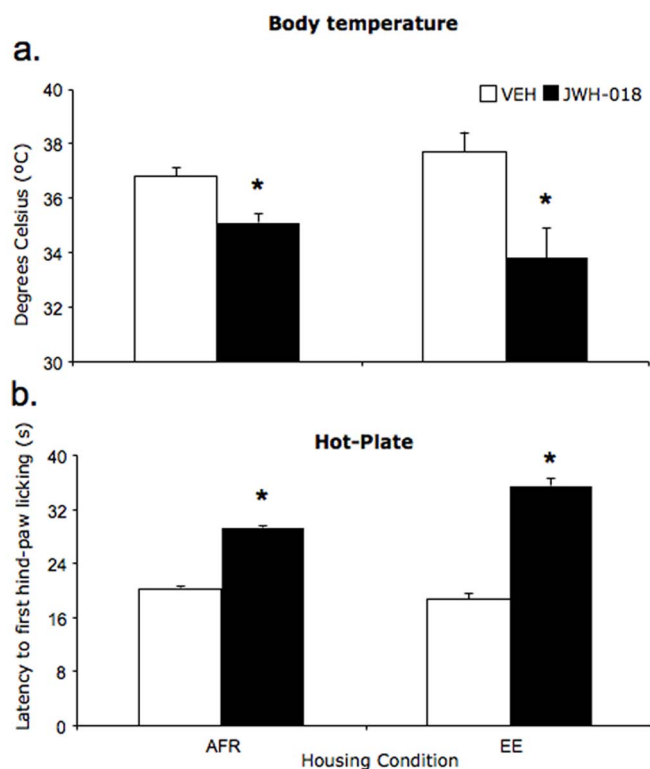 Body temperature
a.
VEH JWH-018
Degrees Celsius (ºC)
40
38
36
34
32
30
*
*
b.
Hot-Plate
Latency to first hind-paw licking (s)
40
32
24
16
8
0
*
*
AFR
EE
Housing Condition